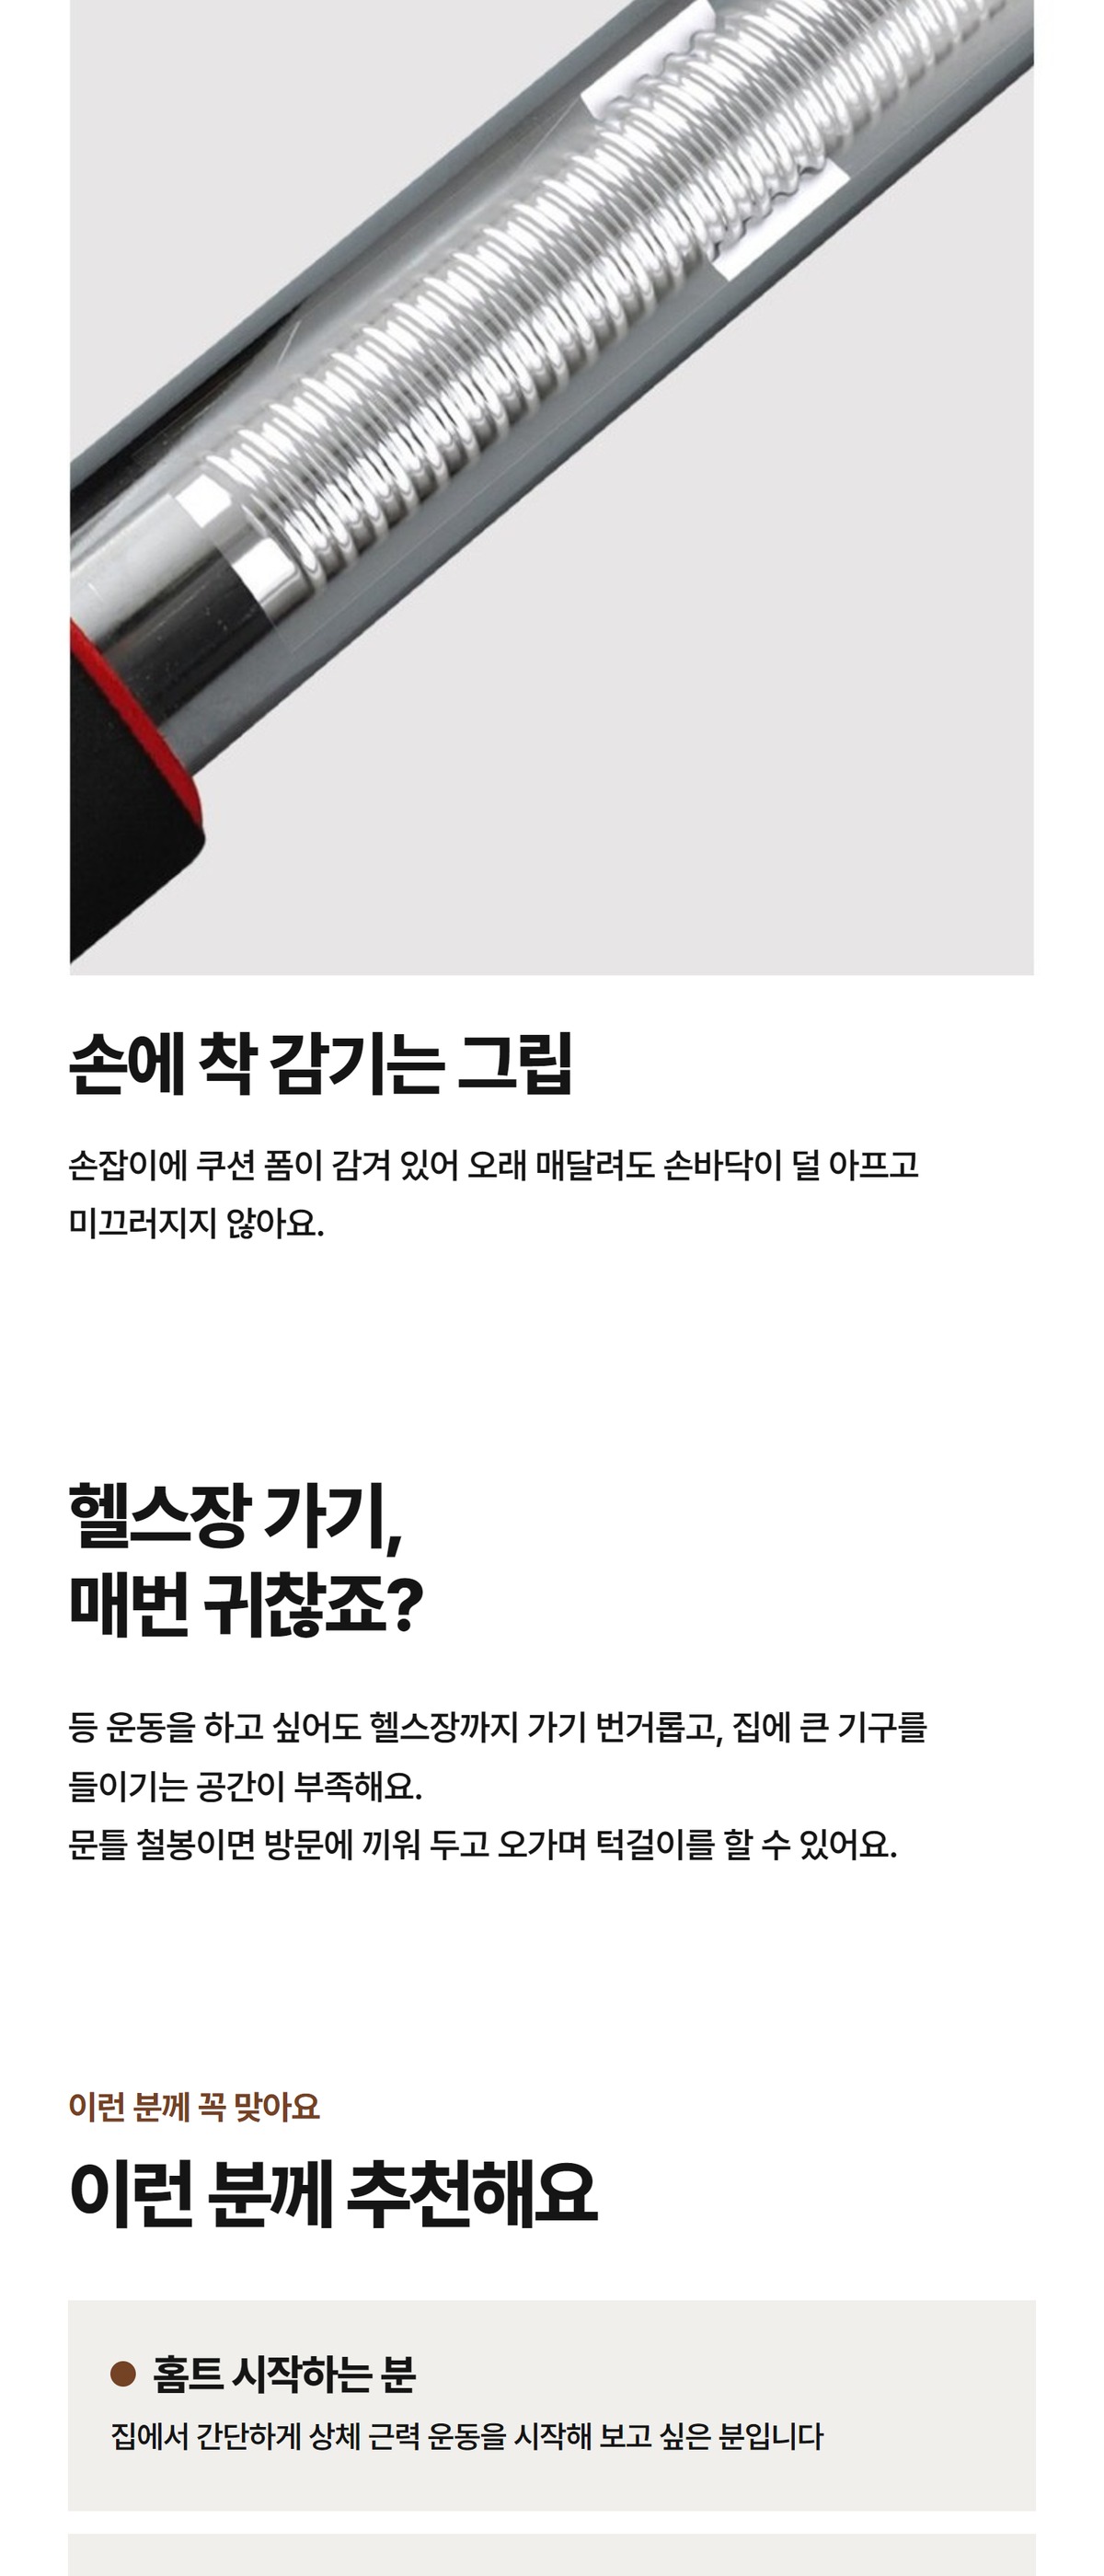 손에 착 감기는 그립
손잡이에 쿠션 폼이 감겨 있어 오래 매달려도 손바닥이 덜 아프고
미끄러지지 않아요.
헬스장 가기,
매번 귀찮죠?
등 운동을 하고 싶어도 헬스장까지 가기 번거롭고, 집에 큰 기구를
들이기는 공간이 부족해요.
문틀 철봉이면 방문에 끼워 두고 오가며 턱걸이를 할 수 있어요.
이런 분께 꼭 맞아요
이런 분께 추천해요
홈트 시작하는 분
집에서 간단하게 상체 근력 운동을 시작해 보고 싶은 분입니다